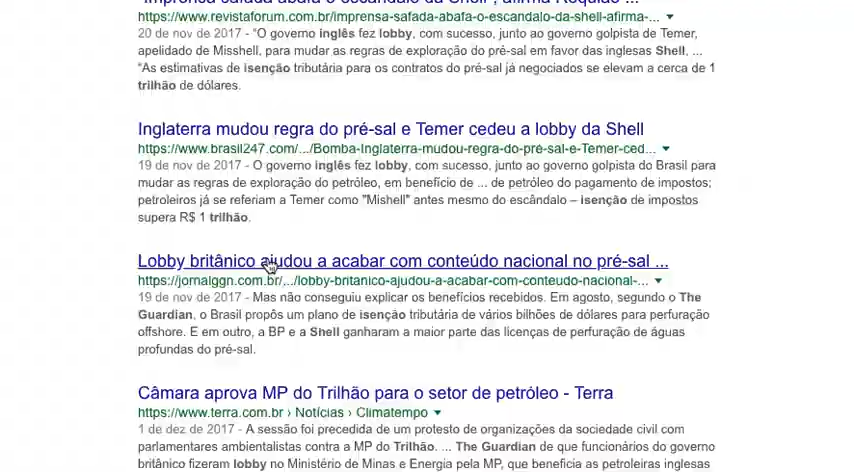 "Imprensa safada abafa o escândalo da Shell", afirma Requião ...
https://www.revistaforum.com.br/imprensa-safada-abafa-o-escandalo-da-shell-afirma-...
20 de nov de 2017 - "O governo inglês fez lobby, com sucesso, junto ao governo golpista de Temer,
apelidado de Misshell, para mudar as regras de exploração do pré-sal em favor das inglesas Shell, ...
"As estimativas de isenção tributária para os contratos do pré-sal já negociados se elevam a cerca de 1
trilhão de dólares.
Inglaterra mudou regra do pré-sal e Temer cedeu a lobby da Shell
https://www.brasil247.com/.../Bomba-Inglaterra-mudou-regra-do-pré-sal-e-Temer-ced...
19 de nov de 2017 - O governo inglês fez lobby, com sucesso, junto ao governo golpista do Brasil para
mudar as regras de exploração do petróleo, em benefício de ... de petróleo do pagamento de impostos;
petroleiros já se referiam a Temer como "Mishell" antes mesmo do escândalo – isenção de impostos
supera R$ 1 trilhão.
Lobby britânico ajudou a acabar com conteúdo nacional no pré-sal ...
https://jornalggn.com.br/.../lobby-britanico-ajudou-a-acabar-com-conteudo-nacional-...
19 de nov de 2017 - Mas não conseguiu explicar os benefícios recebidos. Em agosto, segundo o The
Guardian, o Brasil propôs um plano de isenção tributária de vários bilhões de dólares para perfuração
offshore. E em outro, a BP e a Shell ganharam a maior parte das licenças de perfuração de águas
profundas do pré-sal.
Câmara aprova MP do Trilhão para o setor de petróleo - Terra
https://www.terra.com.br › Notícias › Climatempo
1 de dez de 2017 - A sessão foi precedida de um protesto de organizações da sociedade civil com
parlamentares ambientalistas contra a MP do Trilhão. ... The Guardian de que funcionários do governo
britânico fizeram lobby no Ministério de Minas e Energia pela MP, que beneficia as petroleiras inglesas